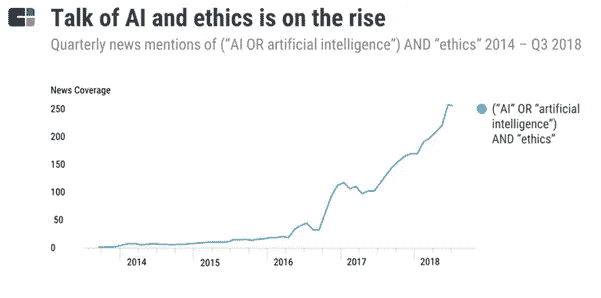 Talk of AI and ethics is on the rise
Quarterly news mentions of (“AI OR artificial intelligence”) AND “ethics” 2014 – Q3 2018
News Coverage
250
200
150
100
50
0
2014 2015 2016 2017 2018
(“AI” OR “artificial
intelligence”)
AND “ethics”